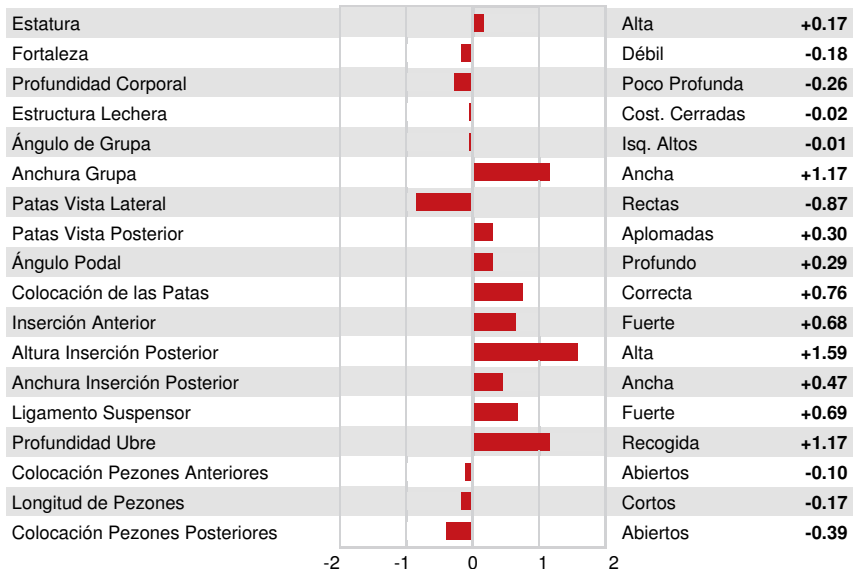 Estatura Alta +0.17
Fortaleza Débil -0.18
Profundidad Corporal Poco Profunda -0.26
Estructura Lechera Cost. Cerradas -0.02
Ángulo de Grupa Isq. Altos -0.01
Anchura Grupa Ancha +1.17
Patas Vista Lateral Rectas -0.87
Patas Vista Posterior Aplomadas +0.30
Ángulo Podal Profundo +0.29
Colocación de las Patas Correcta +0.76
Inserción Anterior Fuerte +0.68
Altura Inserción Posterior Alta +1.59
Anchura Inserción Posterior Ancha +0.47
Ligamento Suspensor Fuerte +0.69
Profundidad Ubre Recogida +1.17
Colocación Pezones Anteriores Abiertos -0.10
Longitud de Pezones Cortos -0.17
Colocación Pezones Posteriores Abiertos -0.39
-2 -1 0 1 2